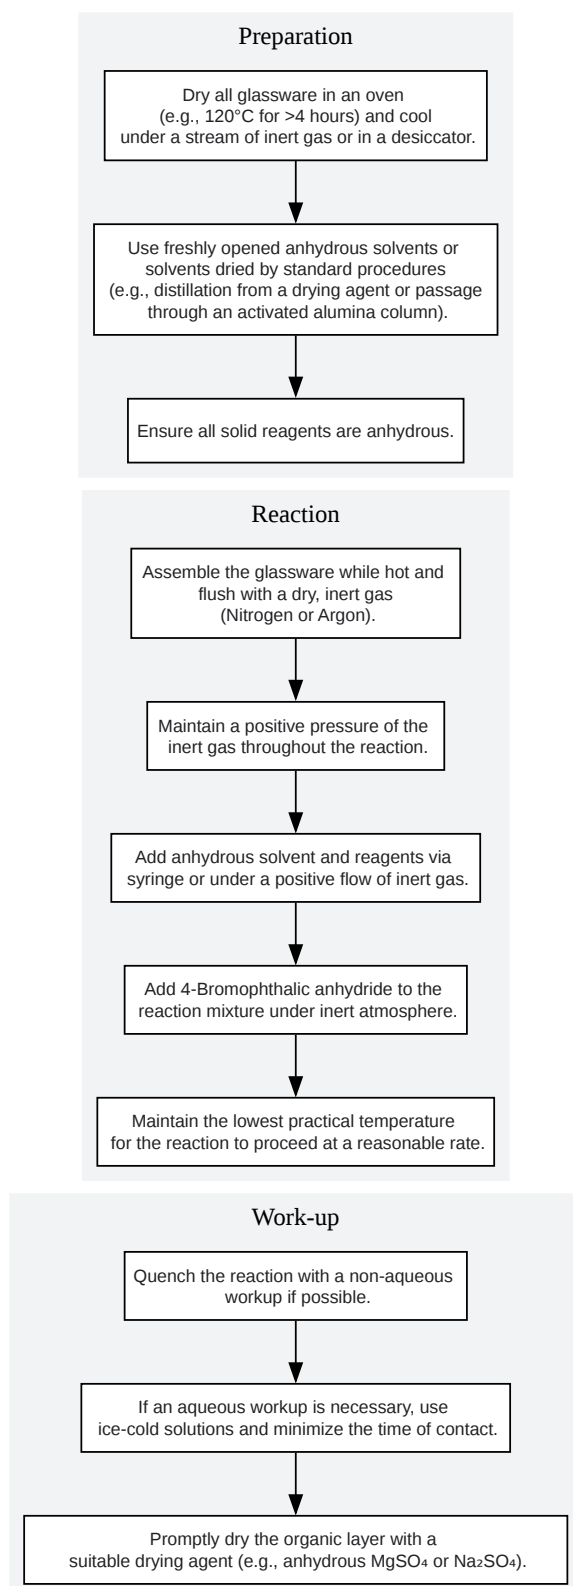 Preparation
Dry all glassware in an oven
(e.g., 120°C for >4 hours) and cool
under a stream of inert gas or in a desiccator.
Use freshly opened anhydrous solvents or
solvents dried by standard procedures
(e.g., distillation from a drying agent or passage
through an activated alumina column).
Ensure all solid reagents are anhydrous.
Reaction
Assemble the glassware while hot and
flush with a dry, inert gas
(Nitrogen or Argon).
Maintain a positive pressure of the
inert gas throughout the reaction.
Add anhydrous solvent and reagents via
syringe or under a positive flow of inert gas.
Add 4-Bromophthalic anhydride to the
reaction mixture under inert atmosphere.
Maintain the lowest practical temperature
for the reaction to proceed at a reasonable rate.
Work-up
Quench the reaction with a non-aqueous
workup if possible.
If an aqueous workup is necessary, use
ice-cold solutions and minimize the time of contact.
Promptly dry the organic layer with a
suitable drying agent (e.g., anhydrous MgSO₄ or Na₂SO₄).